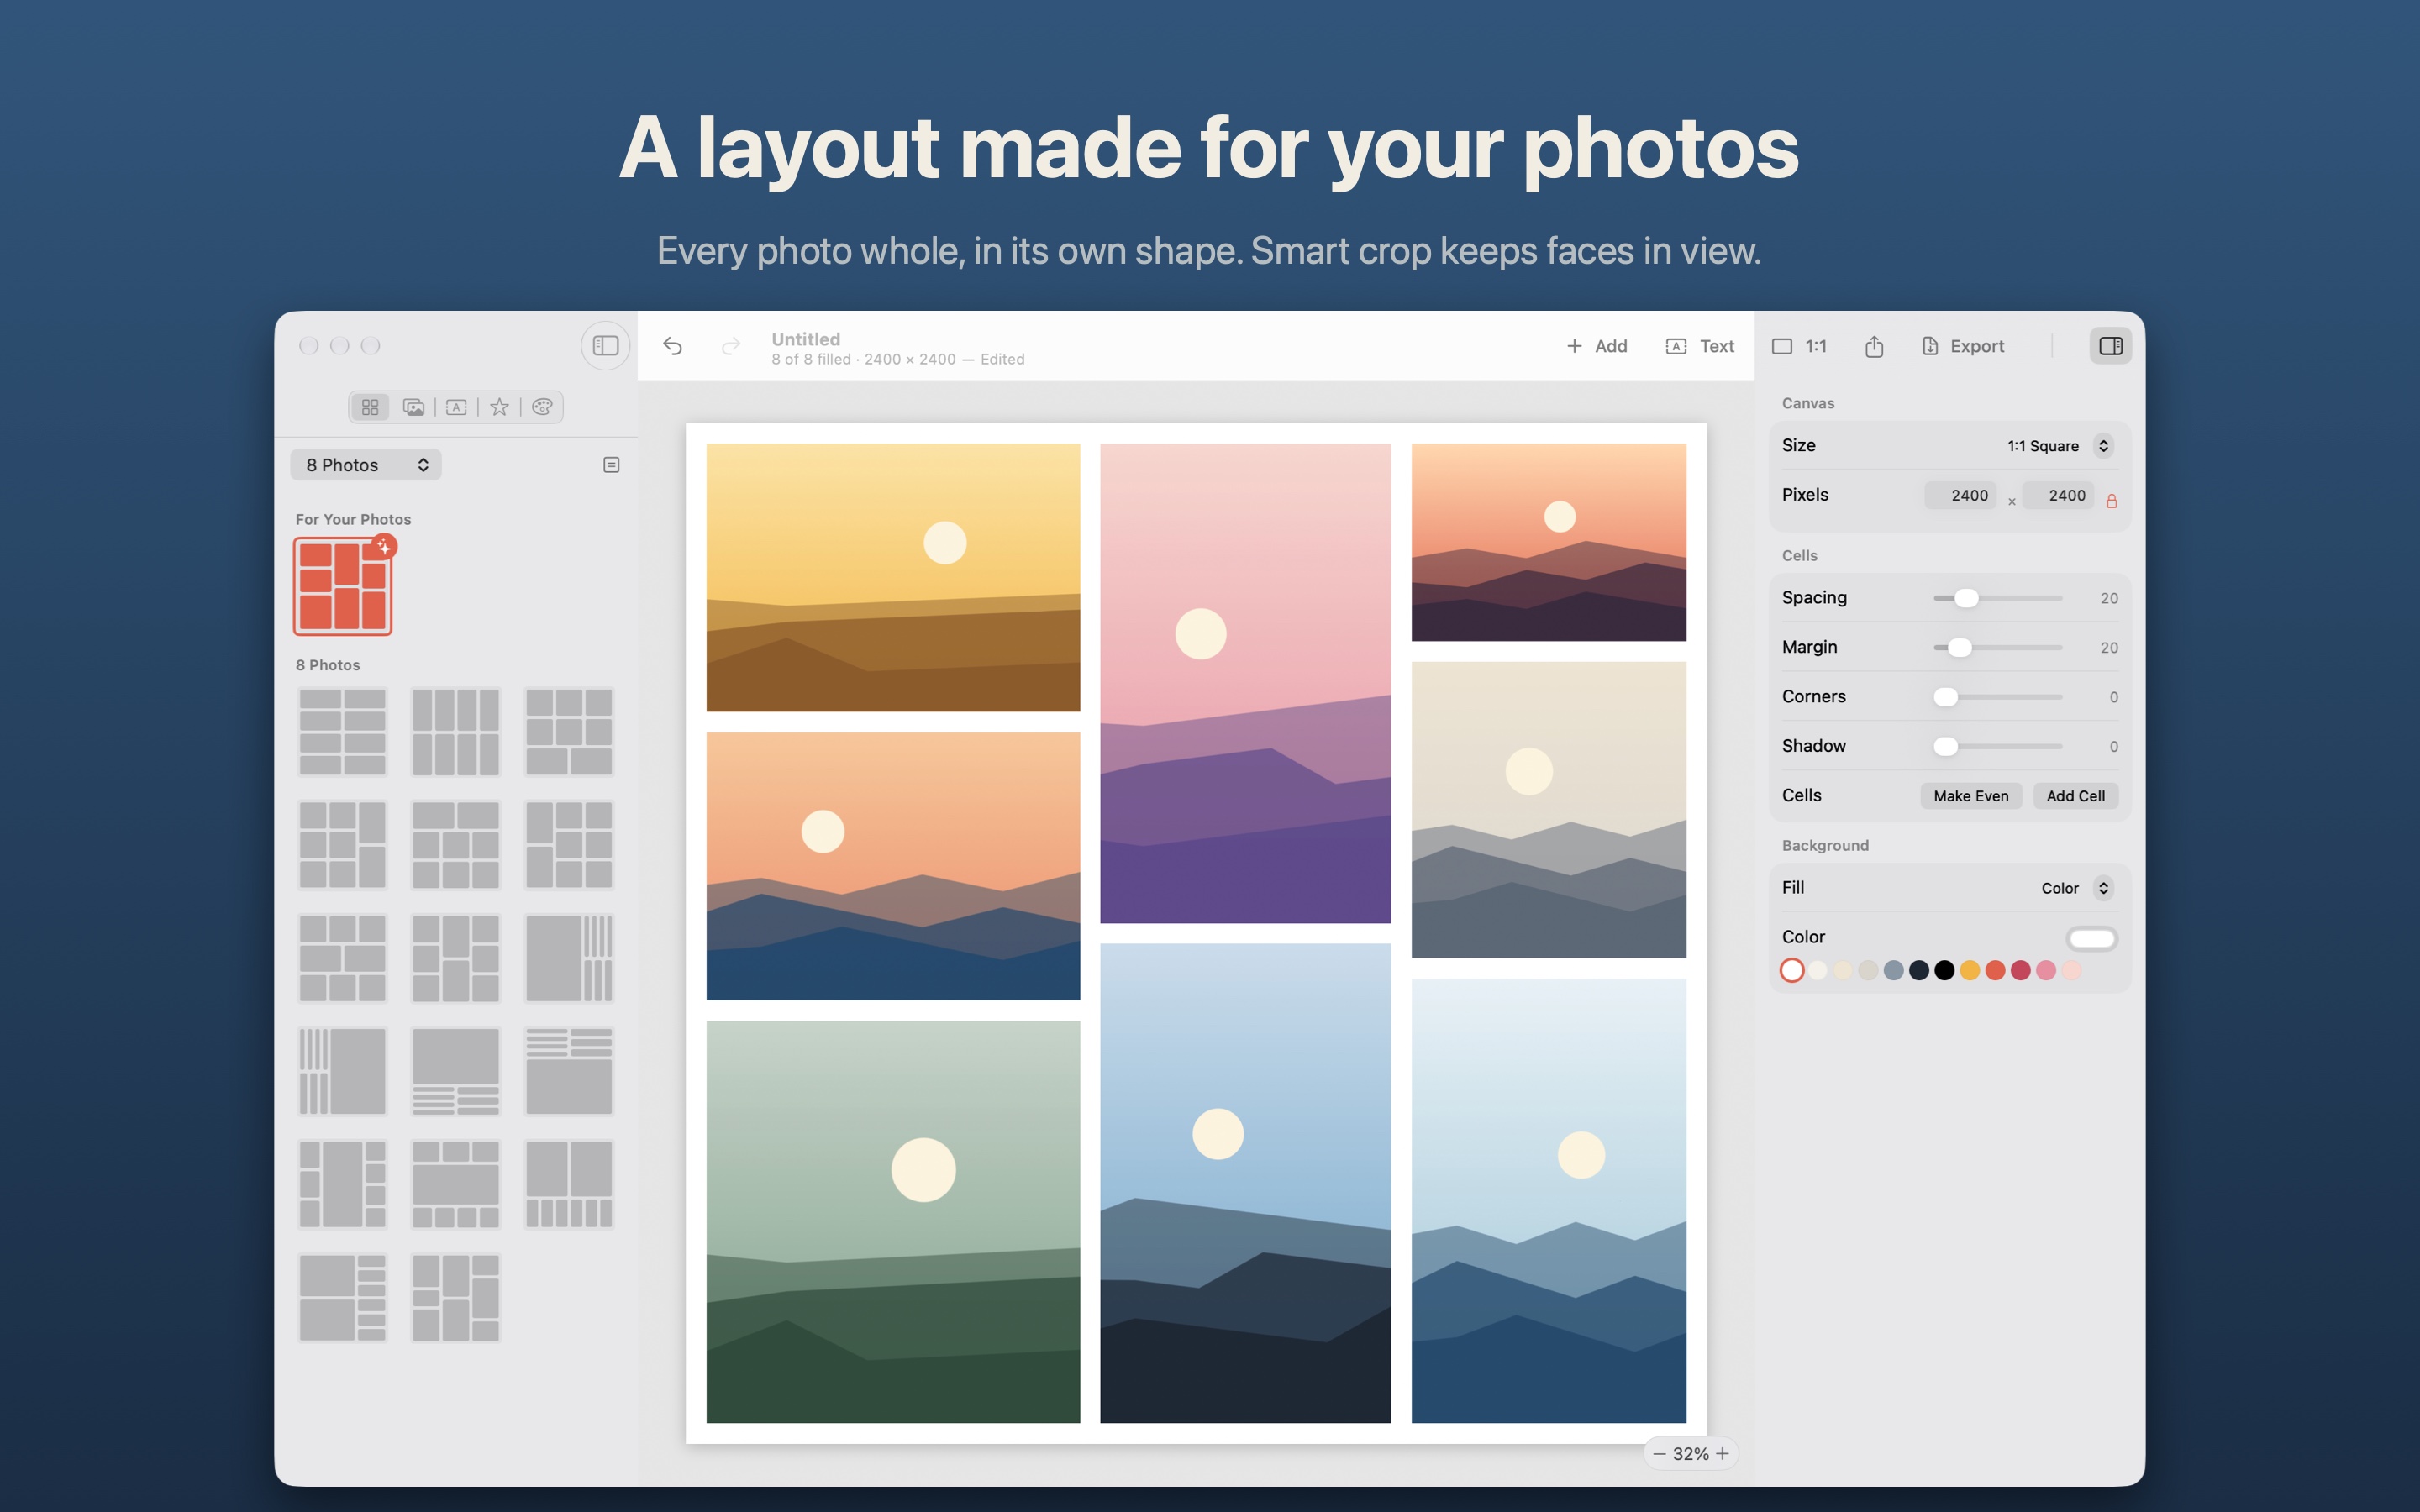 A layout made for your photos
Every photo whole, in its own shape. Smart crop keeps faces in view.
Untitled
8 of 8 filled · 2400 × 2400 — Edited
Add
A Text
1:1
Export
A
8 Photos
For Your Photos
8 Photos
Canvas
Size 1:1 Square
Pixels 2400 × 2400
Cells
Spacing 20
Margin 20
Corners 0
Shadow 0
Cells Make Even Add Cell
Background
Fill Color
Color
32%